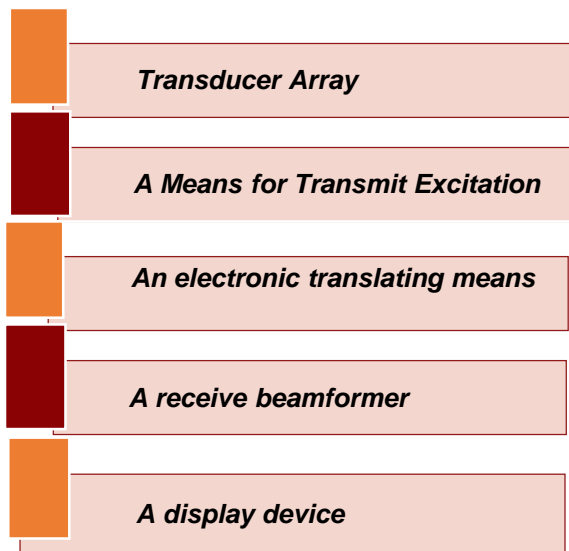 Transducer Array
A Means for Transmit Excitation
An electronic translating means
A receive beamformer
A display device